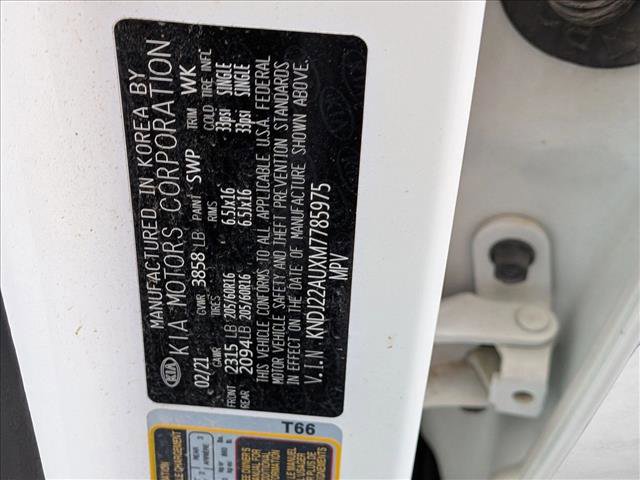 KIA
MANUFACTURED IN KOREA BY
KIA MOTORS CORPORATION
02/21 GVWR 3858 LB PAINT SWP TRIM WK
GAWR TIRES RIMS COLD TIRE INFL
FRONT 2315 LB 205/60R16 6.5Jx16 33psi SINGLE
REAR 2094 LB 205/60R16 6.5Jx16 33psi SINGLE
THIS VEHICLE CONFORMS TO ALL APPLICABLE U.S.A. FEDERAL
MOTOR VEHICLE SAFETY AND THEFT PREVENTION STANDARDS
IN EFFECT ON THE DATE OF MANUFACTURE SHOWN ABOVE.
V.I.N KNDJ22AUXM7785975
MPV
T66